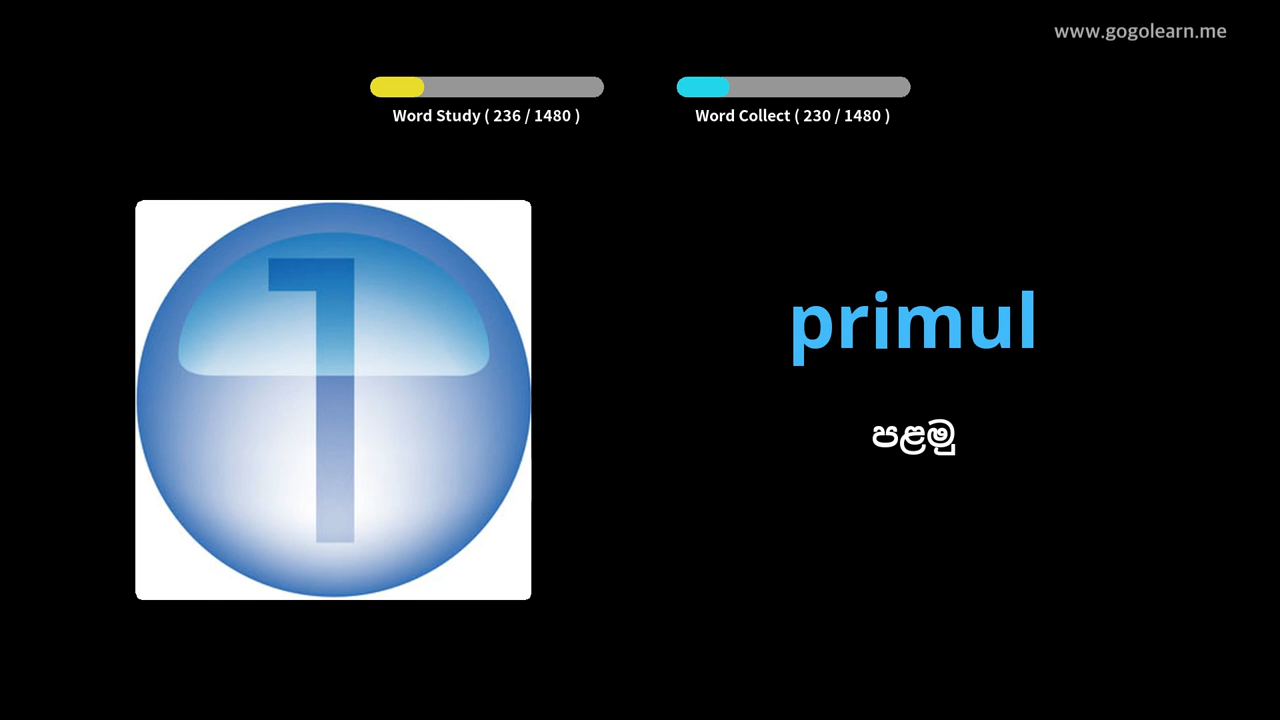 www.gogolearn.me
Word Study ( 236 / 1480 )
Word Collect ( 230 / 1480 )
1
primul
පළමු